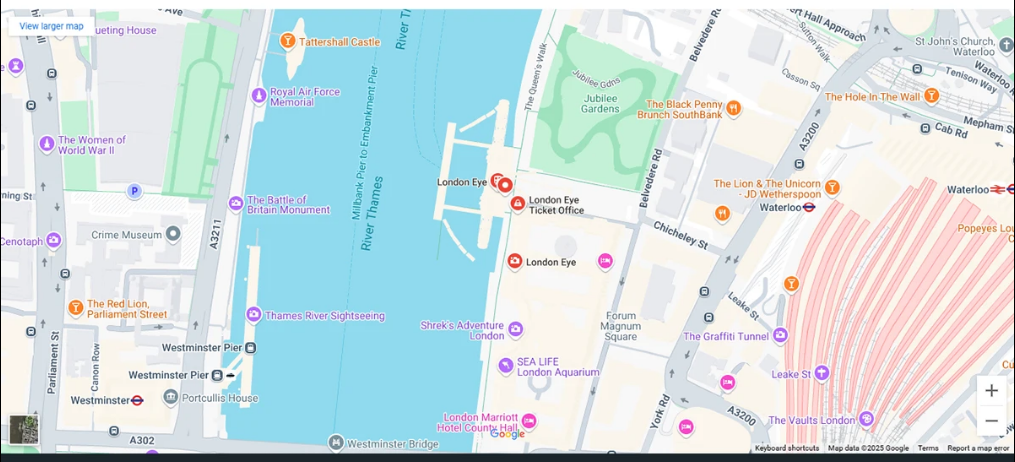 View larger map
queting House
Ave
Tattershall Castle
River Ti
Belvedere Rd
ert Hall Approach
Sutton Walk
St John's Church,
Waterloo
Tenison Way
Waterloo R
Casson Sq
Royal Air Force
Memorial
The Queen's Walk
Jubilee Gdns
Jubilee
Gardens
The Black Penny
Brunch SouthBank
The Hole In The Wall
A3200
Cab Rd
Mepham St
The Women of
World War II
Millbank Pier to Embankment Pier
River Thames
P
ning St
London Eye
London Eye
Ticket Office
Belvedere Rd
The Lion & The Unicorn
- JD Wetherspoon
Waterloo
Waterloo
The Battle of
Britain Monument
Crime Museum
Cenotaph
A3211
Chicheley St
Popeyes Lou
London Eye
Leake St
The Red Lion,
Parliament Street
Thames River Sightseeing
Shrek's Adventure
London
Forum
Magnum
Square
The Graffiti Tunnel
Westminster Pier
Westminster Pier
Parliament St
Canon Row
SEA LIFE
London Aquarium
Leake St
Westminster
Portcullis House
London Marriott
Hotel County Hall
Google
York Rd
A3200
The Vaults London
A302
Westminster Bridge
Keyboard shortcuts
Map data ©2025 Google
Terms
Report a map error